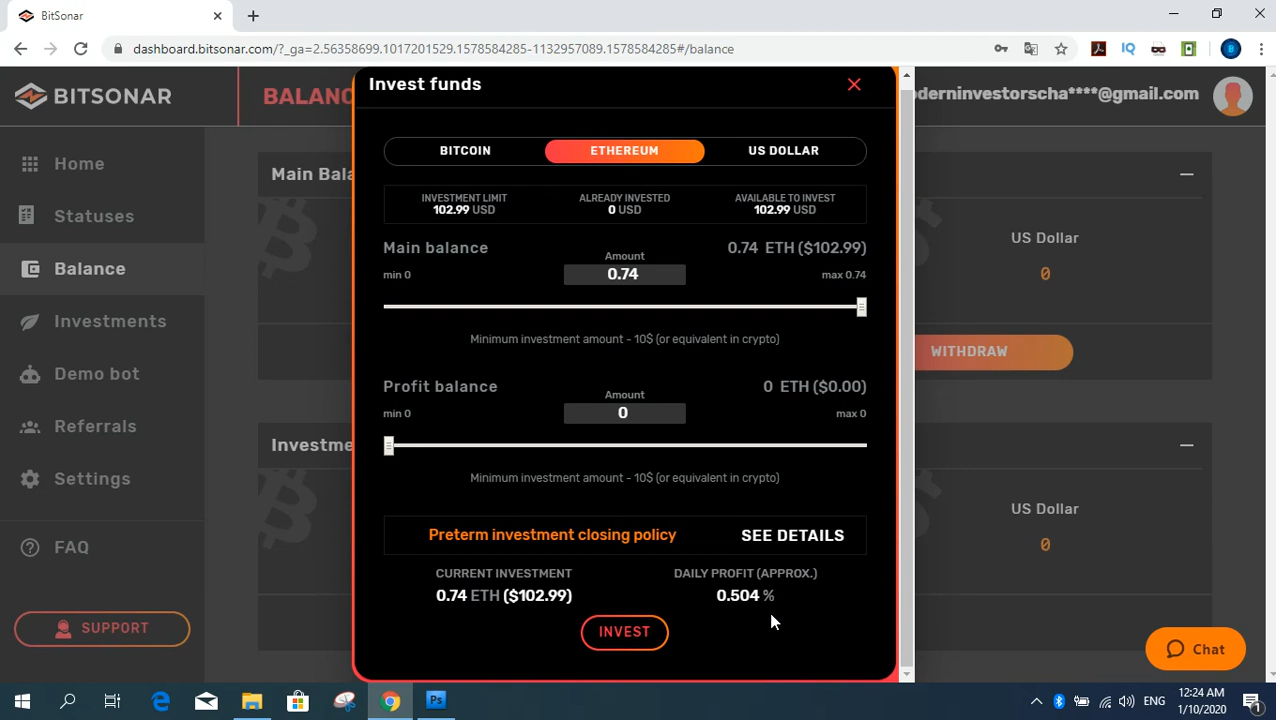 BitSonar
dashboard.bitsonar.com/?_ga=2.56358699.1017201529.1578584285-1132957089.1578584285#/balance
BITSONAR
BALANC
Invest funds
derninvestorscha****@gmail.com
Home
Statuses
Balance
Investments
Demo bot
Referrals
Settings
FAQ
SUPPORT
Main Bala
BITCOIN ETHEREUM US DOLLAR
INVESTMENT LIMIT ALREADY INVESTED AVAILABLE TO INVEST
102.99 USD 0 USD 102.99 USD
Main balance 0.74 ETH ($102.99)
Amount
min 0 0.74 max 0.74
Minimum investment amount - 10$ (or equivalent in crypto)
Profit balance 0 ETH ($0.00)
Amount
min 0 0 max 0
Minimum investment amount - 10$ (or equivalent in crypto)
Preterm investment closing policy SEE DETAILS
CURRENT INVESTMENT DAILY PROFIT (APPROX.)
0.74 ETH ($102.99) 0.504 %
INVEST
US Dollar
0
WITHDRAW
Investme
US Dollar
0
Chat
ENG
12:24 AM
1/10/2020